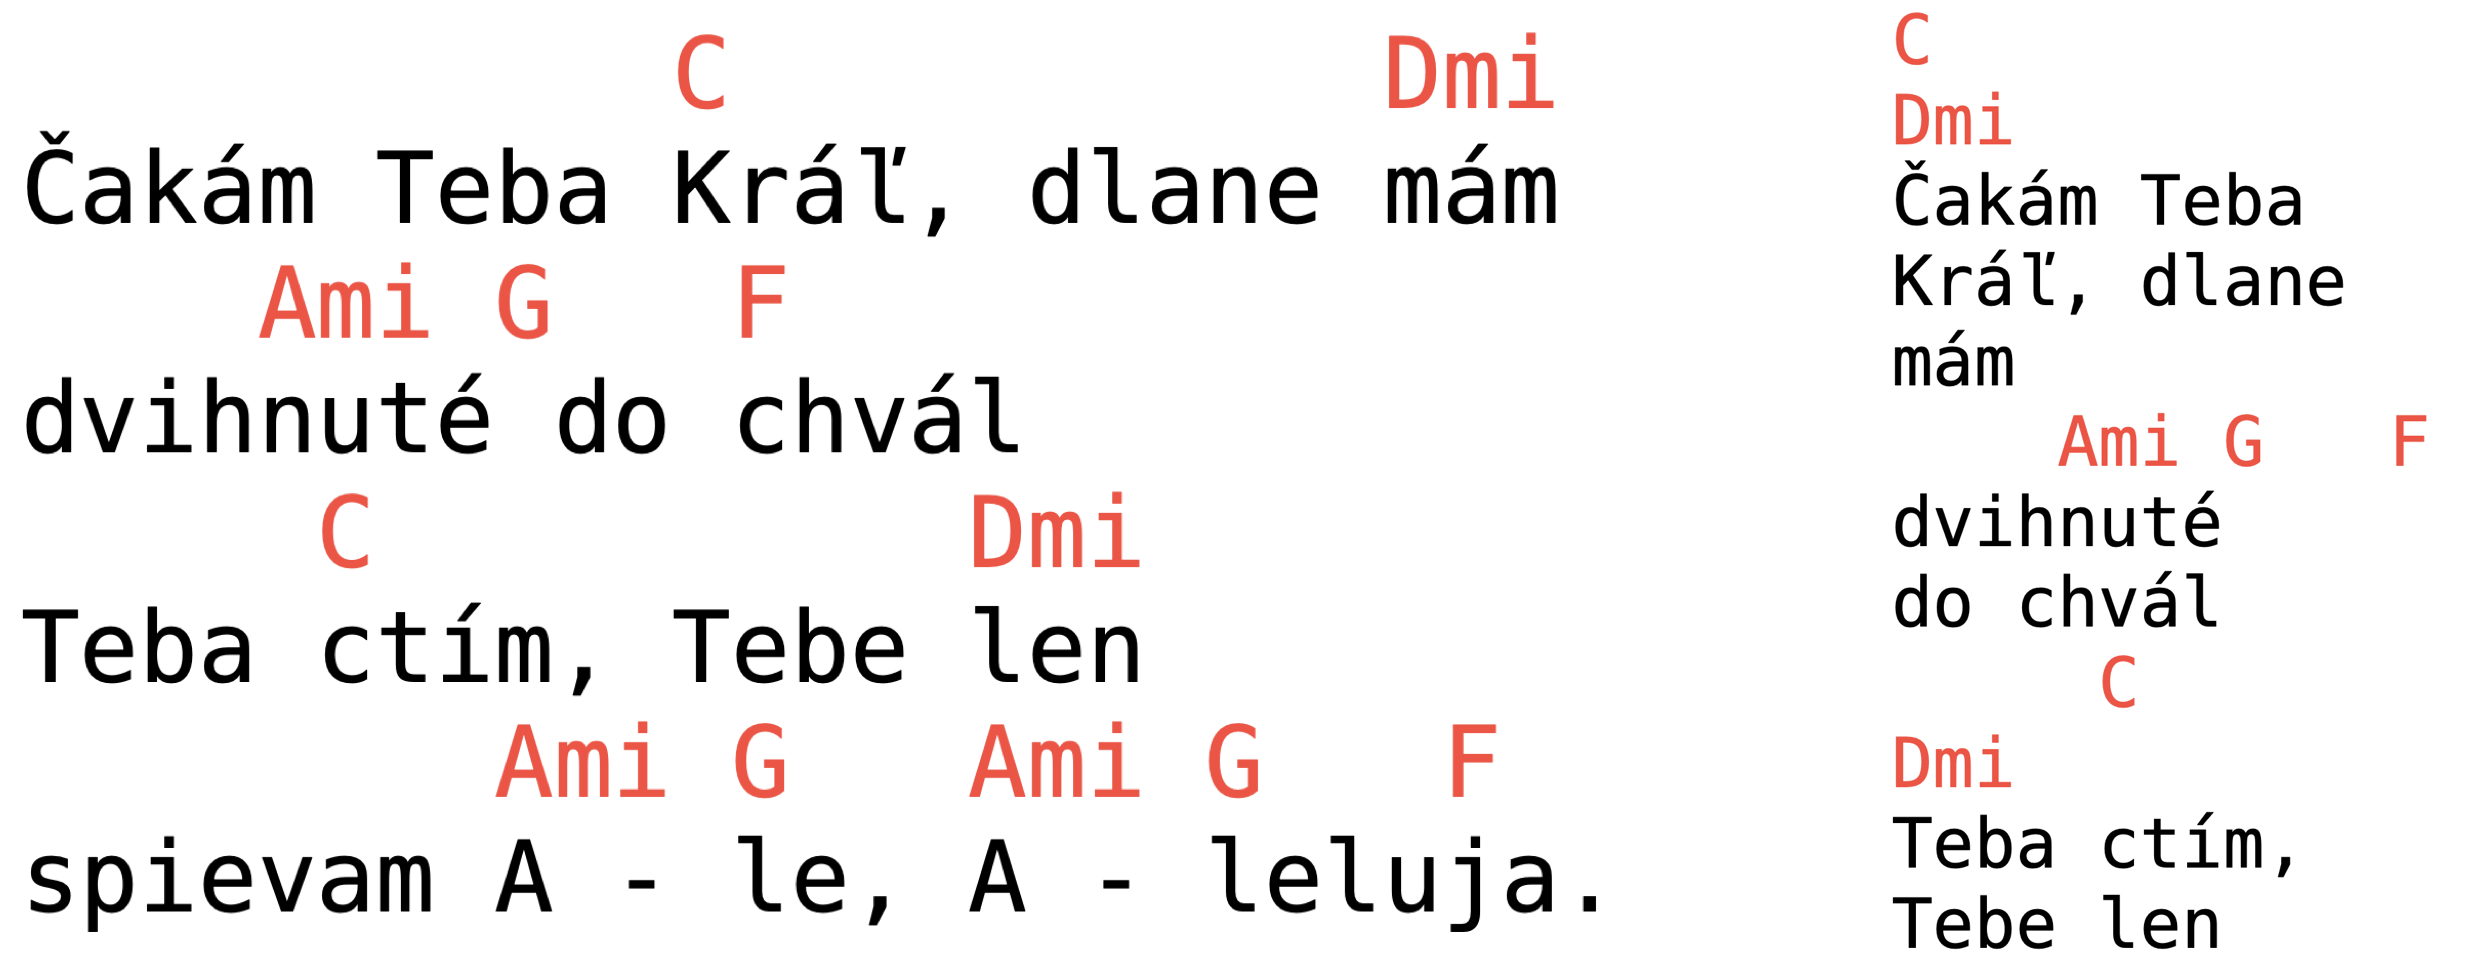 C Dmi
Čakám Teba Kráľ, dlane mám
Ami G F
dvihnuté do chvál
C Dmi
Teba ctím, Tebe len
Ami G Ami G F
spievam A - le, A - leluja.
C
Dmi
Čakám Teba
Kráľ, dlane
mám
Ami G F
dvihnuté
do chvál
C
Dmi
Teba ctím,
Tebe len